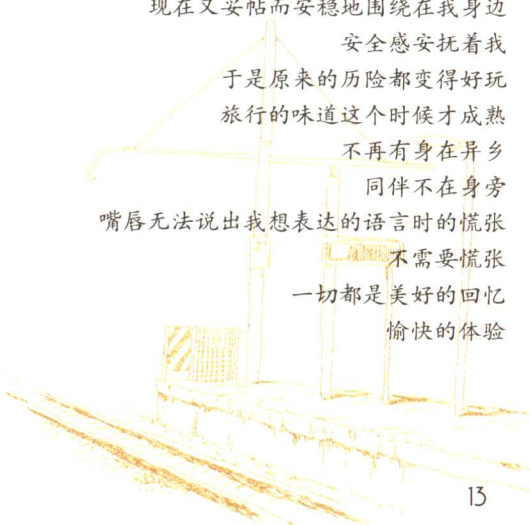 现在又安帖而安稳地围绕在我身边
安全感安抚着我
于是原来的历险都变得好玩
旅行的味道这个时候才成熟
不再有身在异乡
同伴不在身旁
嘴唇无法说出我想表达的语言时的慌张
不需要慌张
一切都是美好的回忆
愉快的体验
13